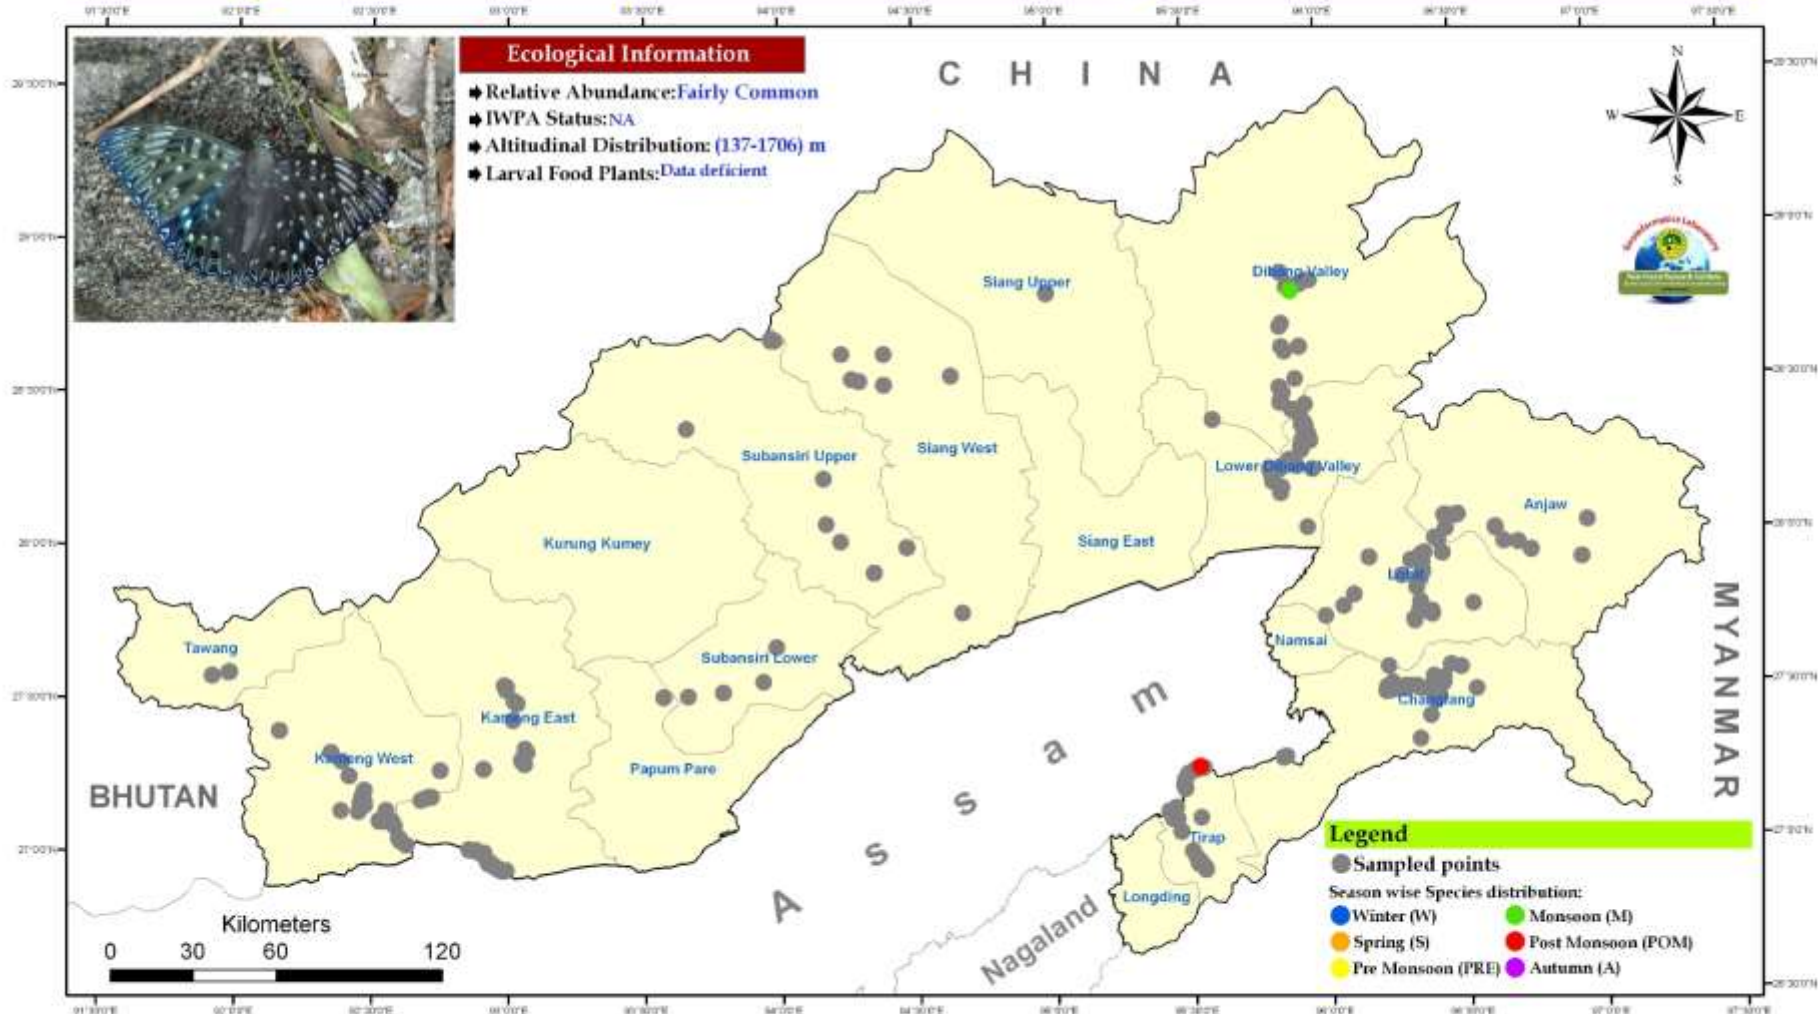 Ecological Information
Relative Abundance:Fairly Common
IWPA Status:NA
Altitudinal Distribution: (137-1706) m
Larval Food Plants:Data deficient
C H I N A
N
W E
S
Dibang Valley
Siang Upper
Siang West
Subansiri Upper
Lower Dibang Valley
Anjaw
Kurung Kumey
Siang East
Lohit
Tawang
Subansiri Lower
Namsai
Changlang
Kameng East
Kameng West
Papum Pare
BHUTAN
MYANMAR
Assam
Tirap
Longding
Nagaland
Kilometers
0 30 60 120
Legend
Sampled points
Season wise Species distribution:
Winter (W)
Monsoon (M)
Spring (S)
Post Monsoon (POM)
Pre Monsoon (PRE)
Autumn (A)